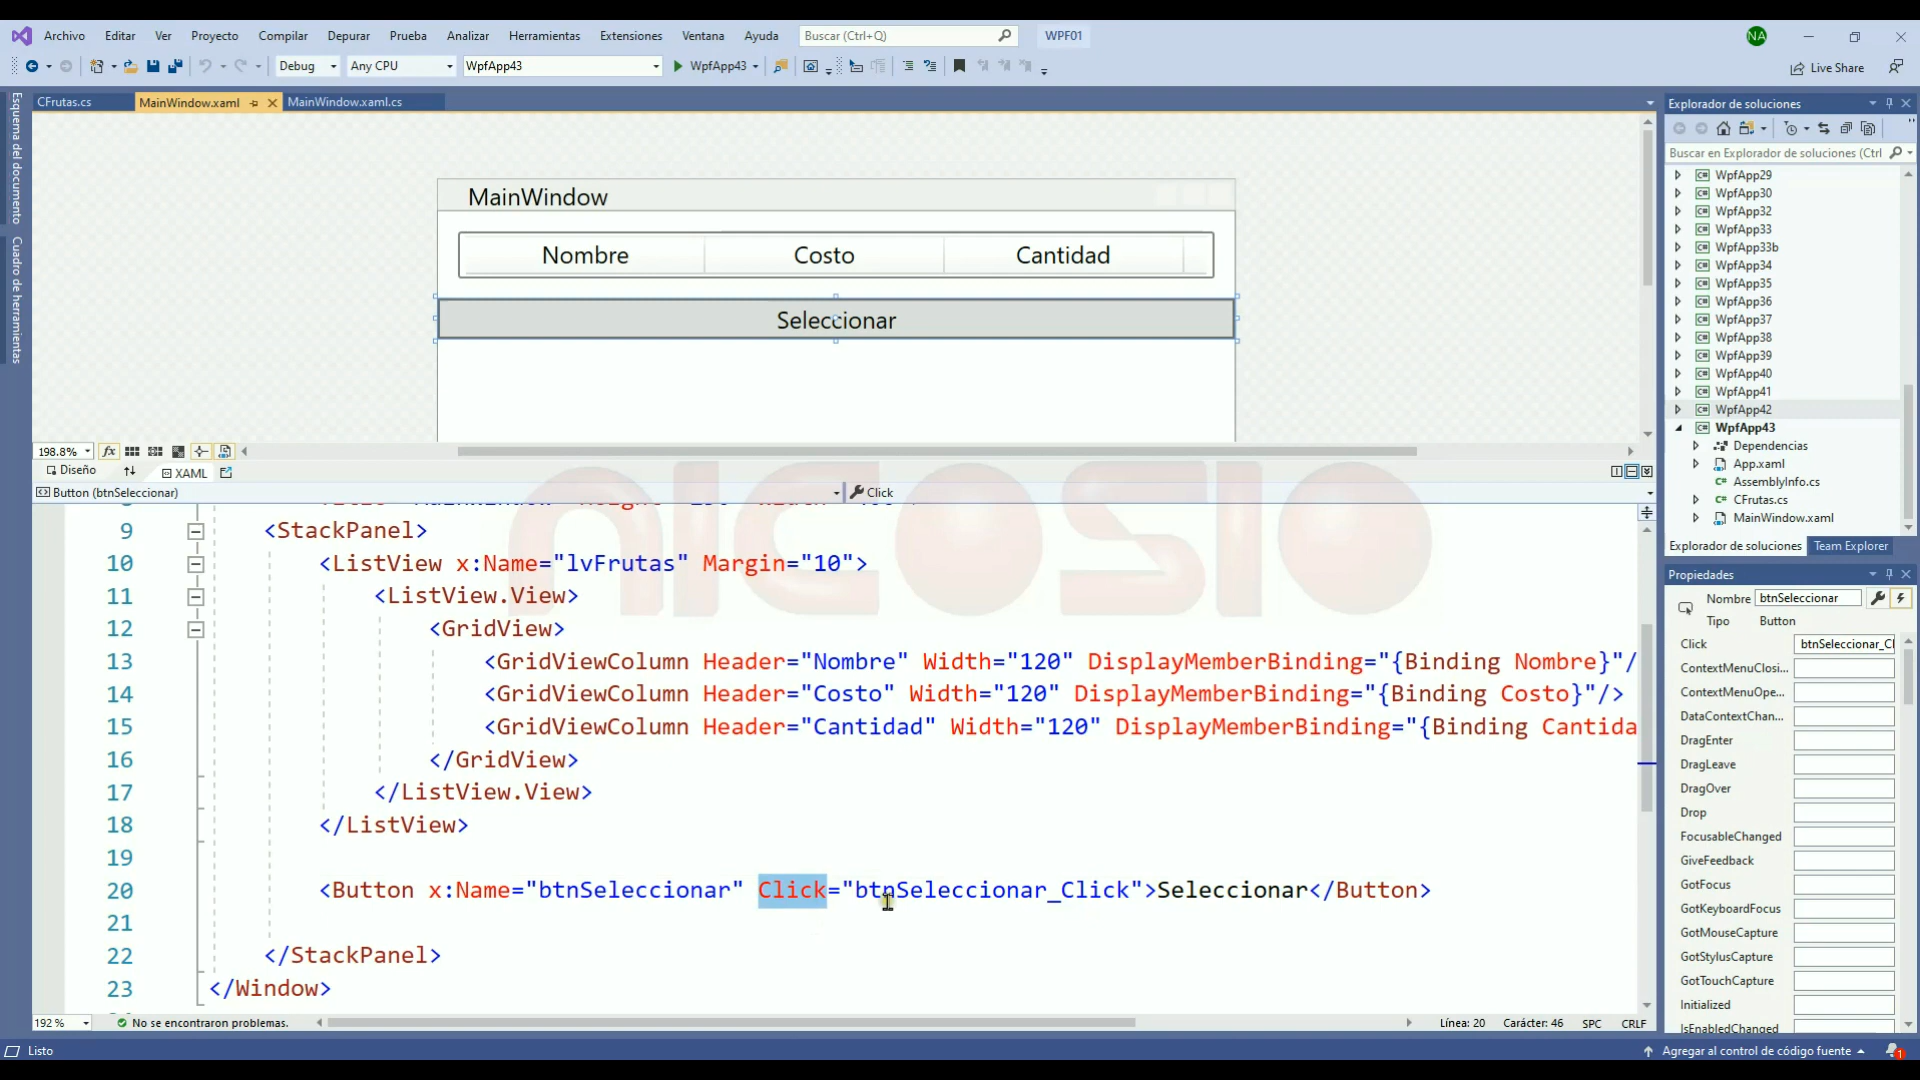 Archivo Editar Ver Proyecto Compilar Depurar Prueba Analizar Herramientas Extensiones Ventana Ayuda Buscar (Ctrl+Q) WPF01 NA
Debug Any CPU WpfApp43 WpfApp43 Live Share
CFrutas.cs MainWindow.xaml MainWindow.xaml.cs
Esquema del documento
Cuadro de herramientas
MainWindow
Nombre Costo Cantidad
Seleccionar
198.8% fx
Diseño XAML
Button (btnSeleccionar) Click
NICOSIO
9 <StackPanel>
10 <ListView x:Name="lvFrutas" Margin="10">
11 <ListView.View>
12 <GridView>
13 <GridViewColumn Header="Nombre" Width="120" DisplayMemberBinding="{Binding Nombre}"/
14 <GridViewColumn Header="Costo" Width="120" DisplayMemberBinding="{Binding Costo}"/>
15 <GridViewColumn Header="Cantidad" Width="120" DisplayMemberBinding="{Binding Cantida
16 </GridView>
17 </ListView.View>
18 </ListView>
19
20 <Button x:Name="btnSeleccionar" Click="btnSeleccionar_Click">Seleccionar</Button>
21
22 </StackPanel>
23 </Window>
192 % No se encontraron problemas. Línea: 20 Carácter: 46 SPC CRLF
Listo Agregar al control de código fuente 1
Explorador de soluciones
Buscar en Explorador de soluciones (Ctrl
WpfApp29
WpfApp30
WpfApp32
WpfApp33
WpfApp33b
WpfApp34
WpfApp35
WpfApp36
WpfApp37
WpfApp38
WpfApp39
WpfApp40
WpfApp41
WpfApp42
WpfApp43
Dependencias
App.xaml
AssemblyInfo.cs
CFrutas.cs
MainWindow.xaml
Explorador de soluciones Team Explorer
Propiedades
Nombre btnSeleccionar
Tipo Button
Click btnSeleccionar_Cl
ContextMenuClosi...
ContextMenuOpe...
DataContextChan...
DragEnter
DragLeave
DragOver
Drop
FocusableChanged
GiveFeedback
GotFocus
GotKeyboardFocus
GotMouseCapture
GotStylusCapture
GotTouchCapture
Initialized
IsEnabledChanged